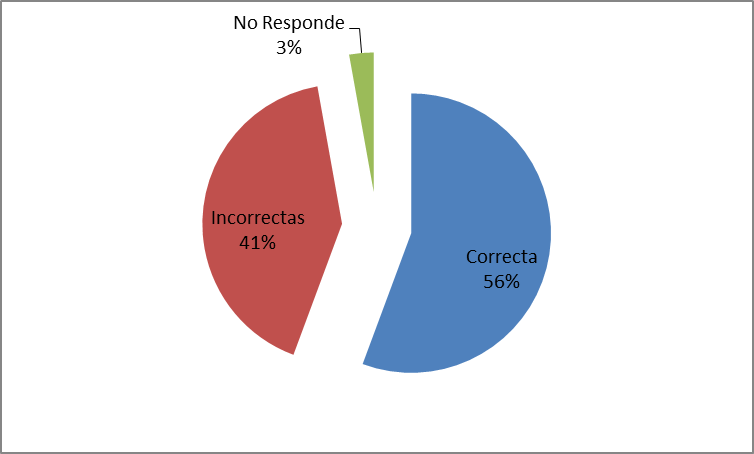 No Responde
3%
Incorrectas
41%
Correcta
56%